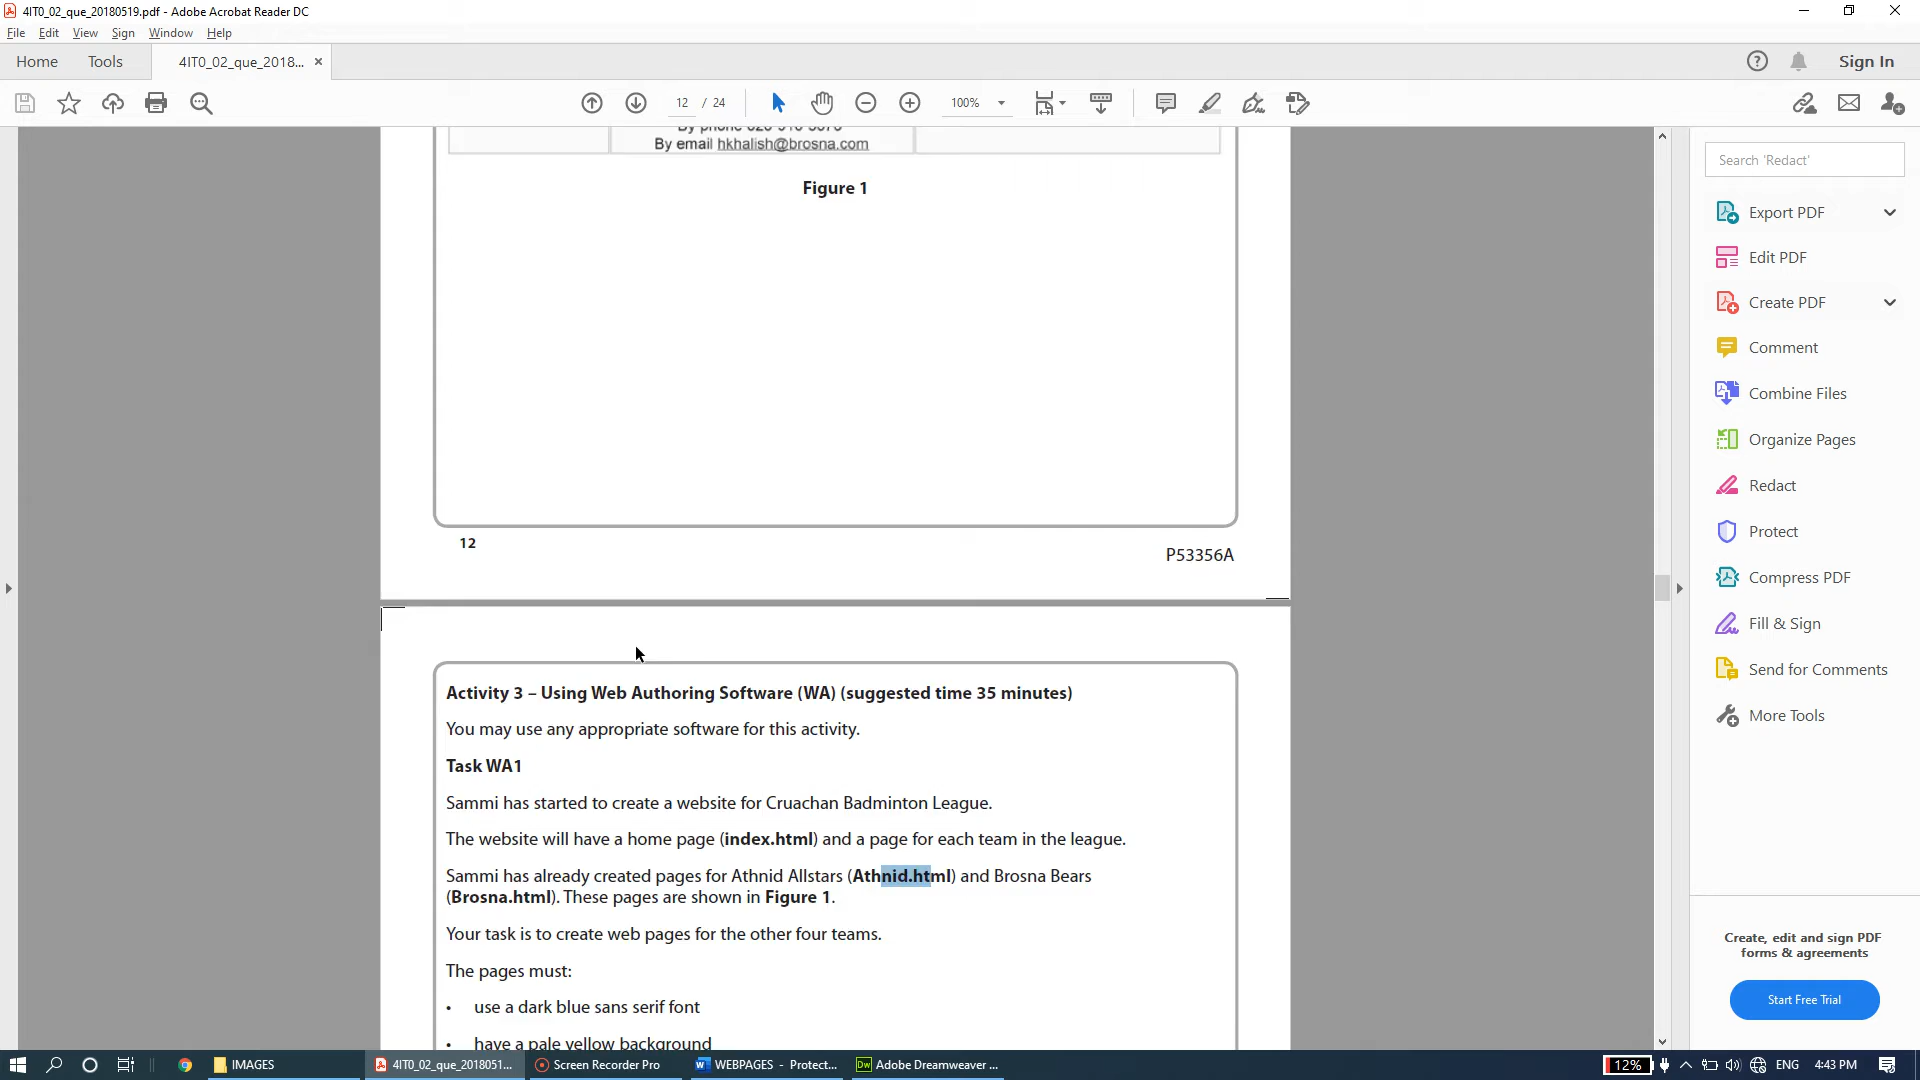 4IT0_02_que_20180519.pdf - Adobe Acrobat Reader DC
File Edit View Sign Window Help
Home Tools 4IT0_02_que_2018... × Sign In
12 / 24 100%
By email hkhalish@brosna.com
Figure 1
12
P53356A
Activity 3 – Using Web Authoring Software (WA) (suggested time 35 minutes)
You may use any appropriate software for this activity.
Task WA1
Sammi has started to create a website for Cruachan Badminton League.
The website will have a home page (index.html) and a page for each team in the league.
Sammi has already created pages for Athnid Allstars (Athnid.html) and Brosna Bears
(Brosna.html). These pages are shown in Figure 1.
Your task is to create web pages for the other four teams.
The pages must:
• use a dark blue sans serif font
• have a pale yellow background
Search 'Redact'
Export PDF
Edit PDF
Create PDF
Comment
Combine Files
Organize Pages
Redact
Protect
Compress PDF
Fill & Sign
Send for Comments
More Tools
Create, edit and sign PDF
forms & agreements
Start Free Trial
IMAGES 4IT0_02_que_201851... Screen Recorder Pro WEBPAGES - Protect... Dw Adobe Dreamweaver ... 12% ENG 4:43 PM